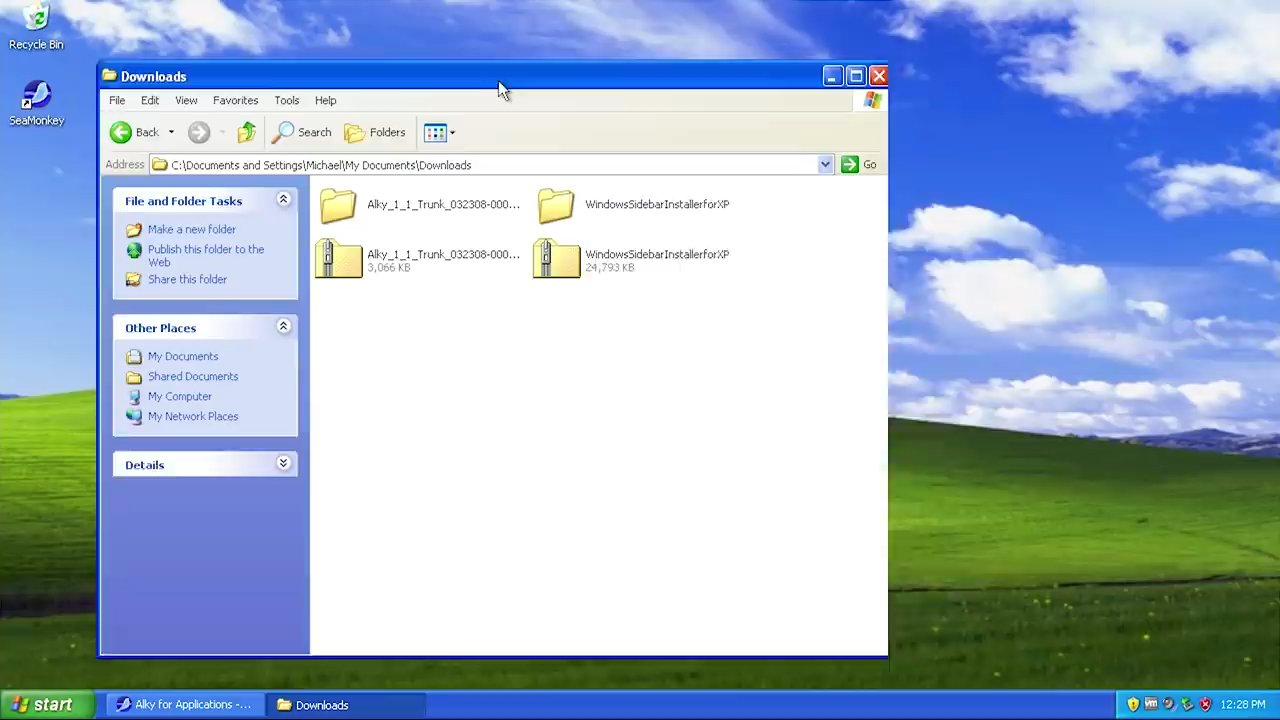 Recycle Bin
SeaMonkey
Downloads
File Edit View Favorites Tools Help
Back Search Folders
Address C:\Documents and Settings\Michael\My Documents\Downloads Go
File and Folder Tasks
Make a new folder
Publish this folder to the
Web
Share this folder
Other Places
My Documents
Shared Documents
My Computer
My Network Places
Details
Alky_1_1_Trunk_032308-000...
WindowsSidebarInstallerforXP
Alky_1_1_Trunk_032308-000...
3,066 KB
WindowsSidebarInstallerforXP
24,793 KB
start Alky for Applications -... Downloads 12:28 PM